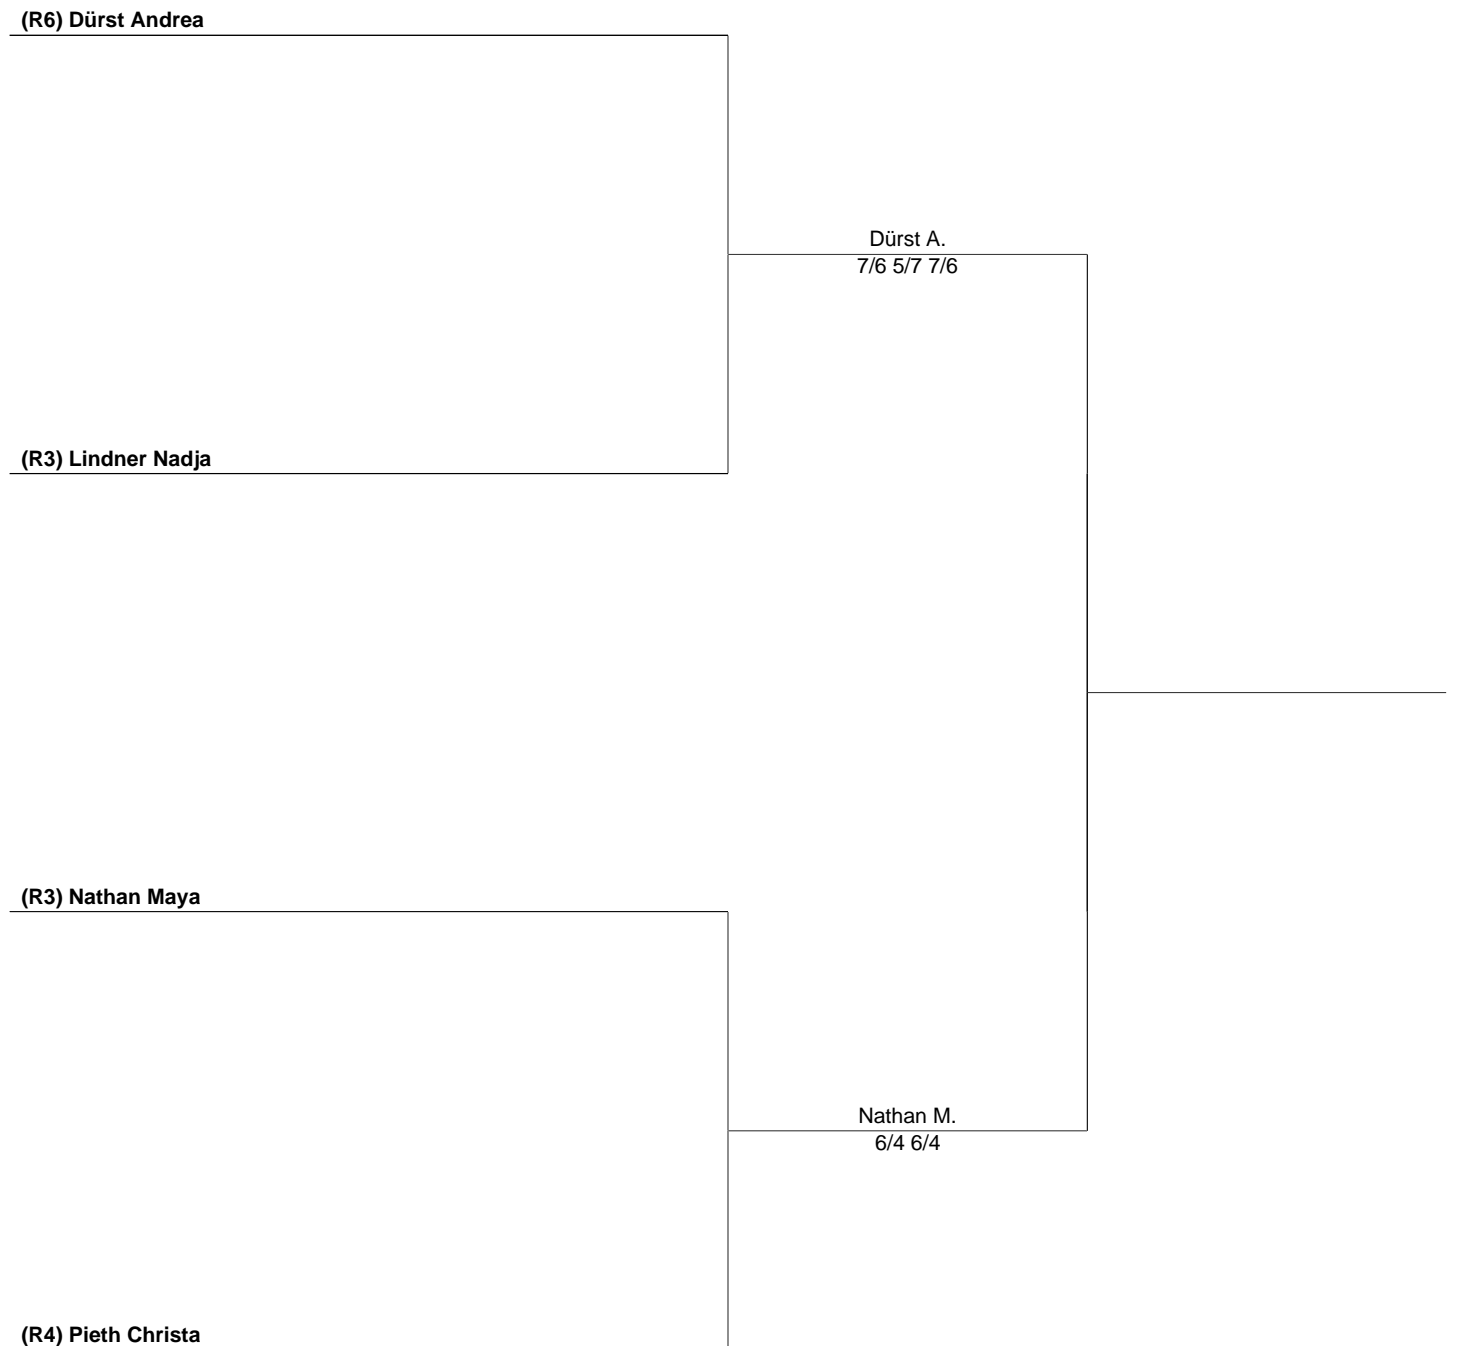 (R6) Dürst Andrea
Dürst A.
7/6 5/7 7/6
(R3) Lindner Nadja
(R3) Nathan Maya
Nathan M.
6/4 6/4
(R4) Pieth Christa